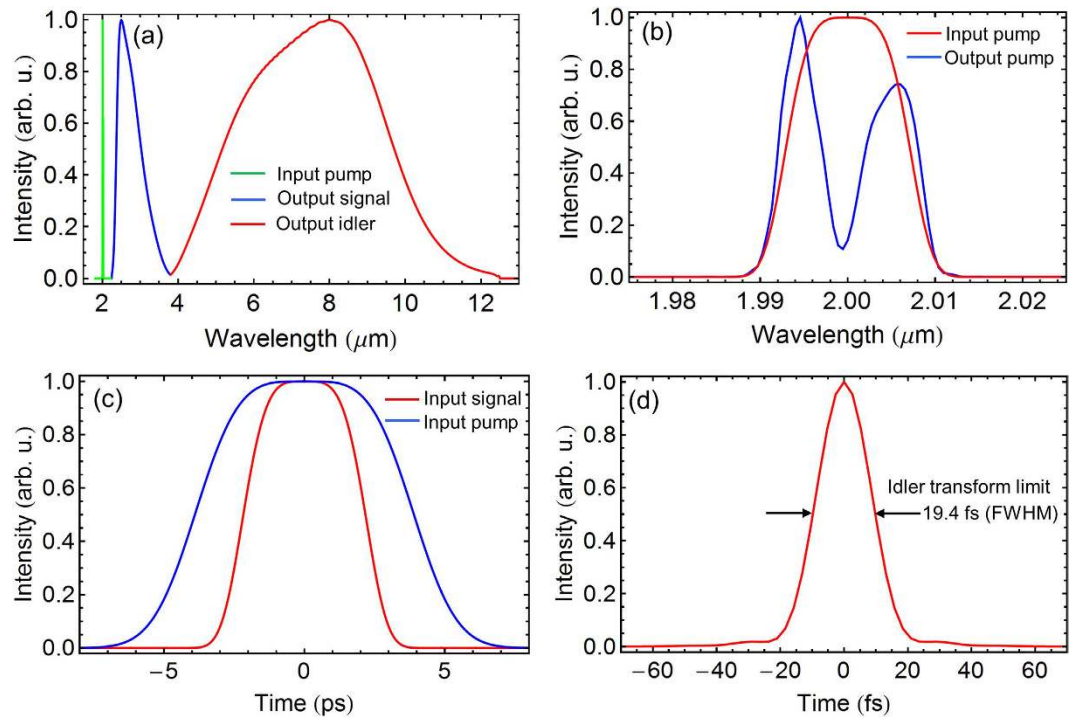 (a)
Intensity (arb. u.)
1.0
0.8
0.6
0.4
0.2
0.0
Input pump
Output signal
Output idler
2 4 6 8 10 12
Wavelength (μm)
(b)
Intensity (arb. u.)
1.0
0.8
0.6
0.4
0.2
0.0
Input pump
Output pump
1.98 1.99 2.00 2.01 2.02
Wavelength (μm)
(c)
Intensity (arb. u.)
1.0
0.8
0.6
0.4
0.2
0.0
Input signal
Input pump
−5 0 5
Time (ps)
(d)
Intensity (arb. u.)
1.0
0.8
0.6
0.4
0.2
0.0
Idler transform limit
19.4 fs (FWHM)
−60 −40 −20 0 20 40 60
Time (fs)